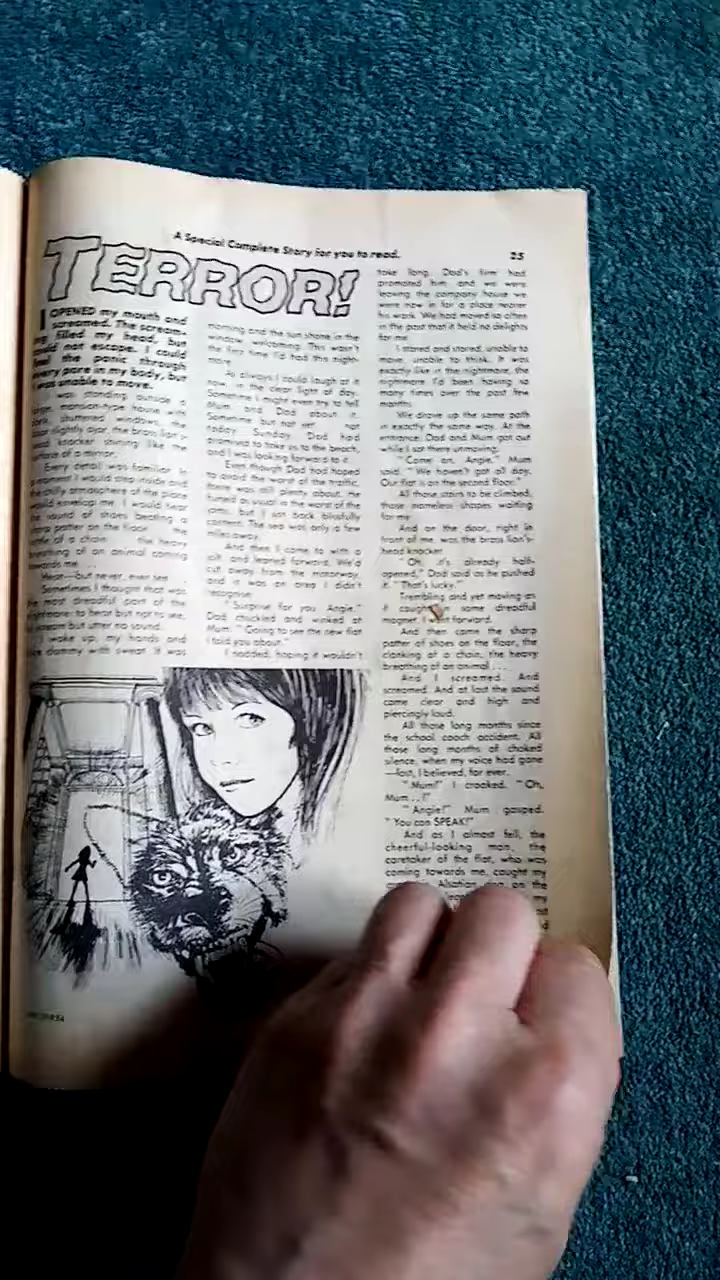 A Special Complete Story for you to read.
25
TERROR!
I OPENED my mouth and
screamed. The scream-
ing filled my head, but
could not escape. I could
feel the panic through
every pore in my body, but
I was unable to move.
I was standing outside a
large, mansion-type house with
dark, shuttered windows, the
door slightly ajar, the brass lion's-
head knocker shining like the
surface of a mirror.
Every detail was familiar. In
a moment I would step inside and
the chilly atmosphere of the place
would envelop me. I would hear
the sound of shoes beating a
sharp patter on the floor the
of a chain the heavy
breathing of an animal coming
towards me . . .
Hear—but never, ever see
Sometimes I thought that was
the most dreadful part of the
nightmare: to hear but not to see,
to scream but utter no sound.
I woke up, my hands and
face clammy with sweat. It was
morning and the sun shone in the
window welcoming. This wasn't
the first time I'd had this night-
mare.
As always I could laugh at it
now, in the clear light of day.
Sometime I might even try to tell
Mum and Dad about it.
Sometime but not yet not
today. Sunday. Dad had
promised to take us to the beach,
and I was looking forward to it.
Even though Dad had hoped
to avoid the worst of the traffic,
there was still plenty about. He
fumed as usual in the worst of the
jams, but I sat back blissfully
content. The sea was only a few
miles away.
And then I came to with a
jolt and leaned forward. We'd
cut away from the motorway,
and it was an area I didn't
recognise.
"Surprise for you Angie."
Dad chuckled and winked at
Mum. "Going to see the new flat
I told you about."
I nodded, hoping it wouldn't
take long. Dad's firm had
promoted him and we were
leaving the company house we
were now in for a place nearer
his work. We had moved so often
in the past that it held no delights
for me.
I stared and stared, unable to
move, unable to think. It was
exactly like in the nightmare, the
nightmare I'd been having so
many times over the past few
months.
We drove up the same path
in exactly the same way. At the
entrance, Dad and Mum got out
while I sat there unmoving.
"Come on, Angie," Mum
said. "We haven't got all day.
Our flat is on the second floor."
All those stairs to be climbed,
those nameless shapes waiting
for my
And on the door, right in
front of me, was the brass lion's-
head knocker.
"Oh, it's already half-
opened," Dad said as he pushed
it. "That's lucky."
Trembling and yet moving as
if caught in some dreadful
magnet, I went forward.
And then came the sharp
patter of shoes on the floor, the
clanking of a chain, the heavy
breathing of an animal . . .
And I screamed. And
screamed. And at last the sound
came clear and high and
piercingly loud.
All those long months since
the school coach accident. All
those long months of choked
silence, when my voice had gone
—lost, I believed, for ever.
"Mum!" I croaked. "Oh,
Mum . . !"
"Angie!" Mum gasped.
"You can SPEAK!"
And as I almost fell, the
cheerful-looking man, the
caretaker of the flat, who was
coming towards me, caught my
Alsatian on the
my